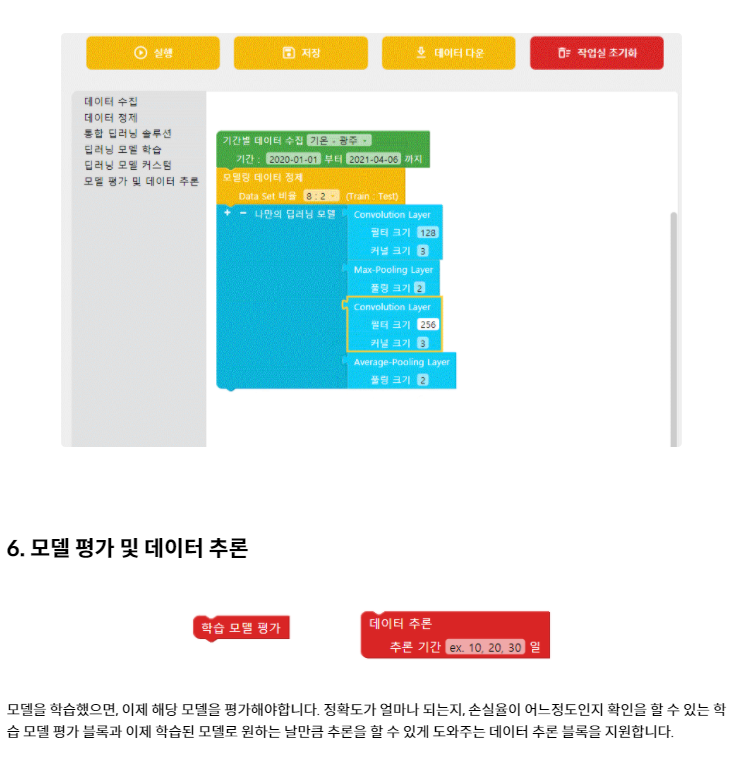 실행 저장 데이터 다운 작업실 초기화
데이터 수집
데이터 정제
통합 딥러닝 솔루션
딥러닝 모델 학습
딥러닝 모델 커스텀
모델 평가 및 데이터 추론
기간별 데이터 수집 기온 - 광주
기간 : 2020-01-01 부터 2021-04-06 까지
모델링 데이터 정제
Data Set 비율 8 : 2 (Train : Test)
+ - 나만의 딥러닝 모델 Convolution Layer
필터 크기 128
커널 크기 3
Max-Pooling Layer
풀링 크기 2
Convolution Layer
필터 크기 256
커널 크기 3
Average-Pooling Layer
풀링 크기 2
6. 모델 평가 및 데이터 추론
학습 모델 평가
데이터 추론
추론 기간 ex. 10, 20, 30 일
모델을 학습했으면, 이제 해당 모델을 평가해야합니다. 정확도가 얼마나 되는지, 손실율이 어느정도인지 확인을 할 수 있는 학
습 모델 평가 블록과 이제 학습된 모델로 원하는 날만큼 추론을 할 수 있게 도와주는 데이터 추론 블록을 지원합니다.